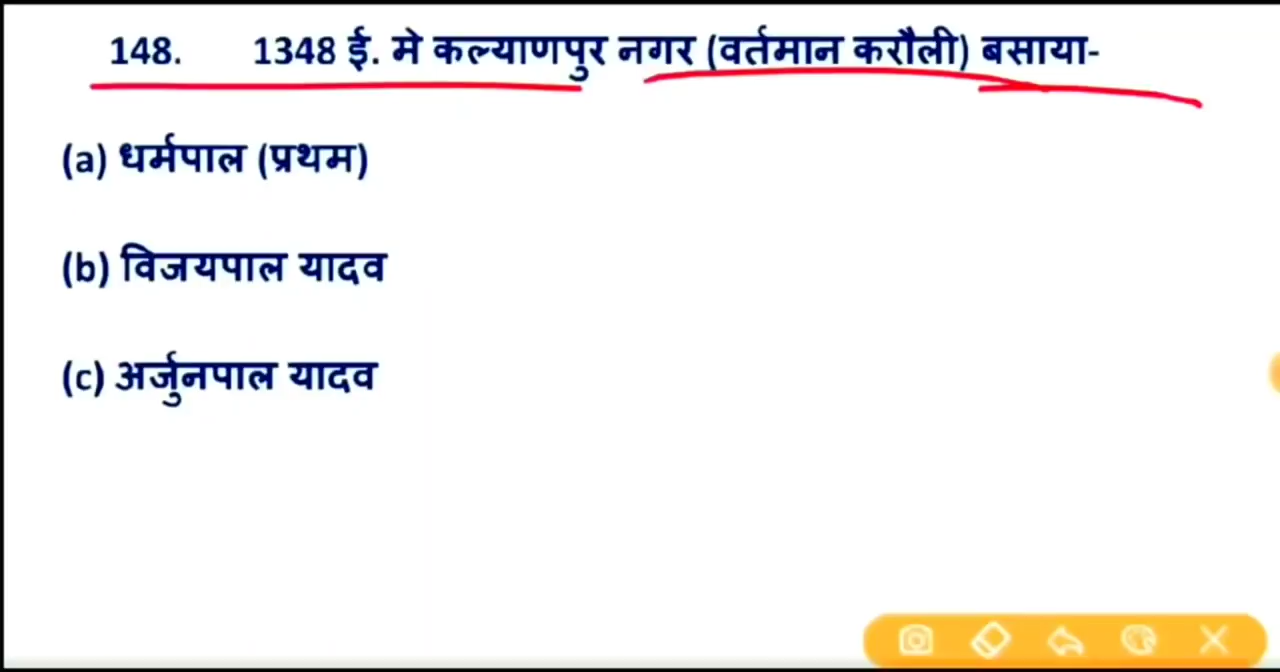 148. 1348 ई. मे कल्याणपुर नगर (वर्तमान करौली) बसाया-
(a) धर्मपाल (प्रथम)
(b) विजयपाल यादव
(c) अर्जुनपाल यादव